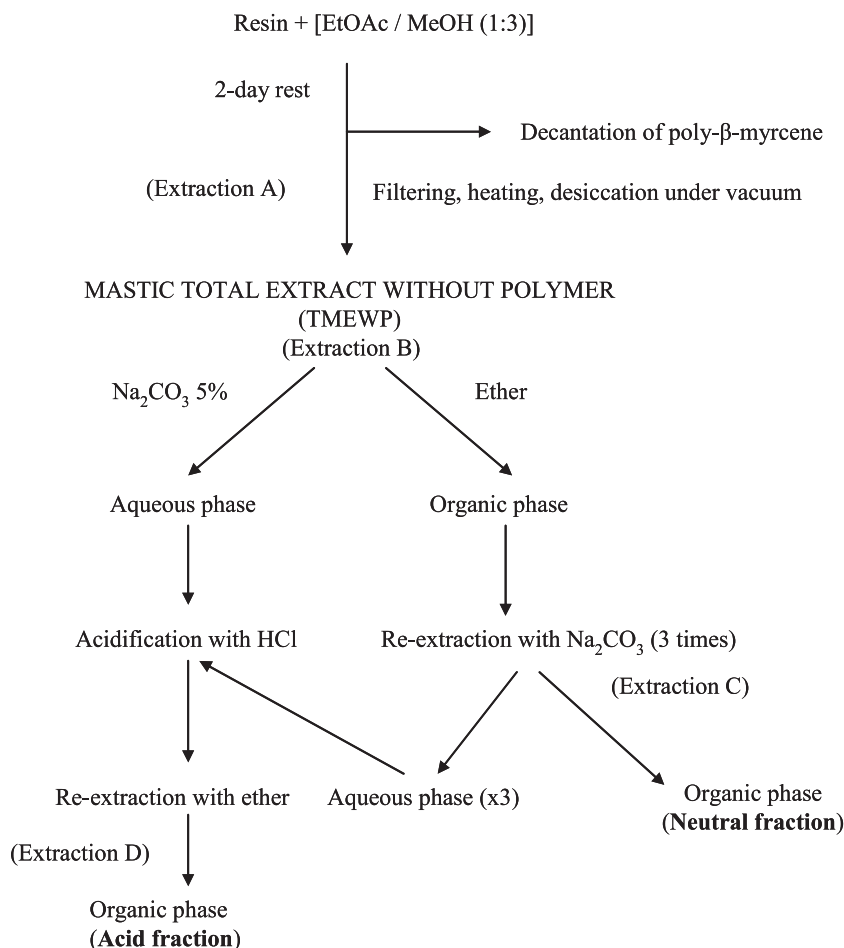 Resin + [EtOAc / MeOH (1:3)]
2-day rest
Decantation of poly-β-myrcene
(Extraction A)
Filtering, heating, desiccation under vacuum
MASTIC TOTAL EXTRACT WITHOUT POLYMER
(TMEWP)
(Extraction B)
Na₂CO₃ 5%
Ether
Aqueous phase
Organic phase
Acidification with HCl
Re-extraction with Na₂CO₃ (3 times)
(Extraction C)
Re-extraction with ether
Aqueous phase (x3)
Organic phase
(Neutral fraction)
(Extraction D)
Organic phase
(Acid fraction)